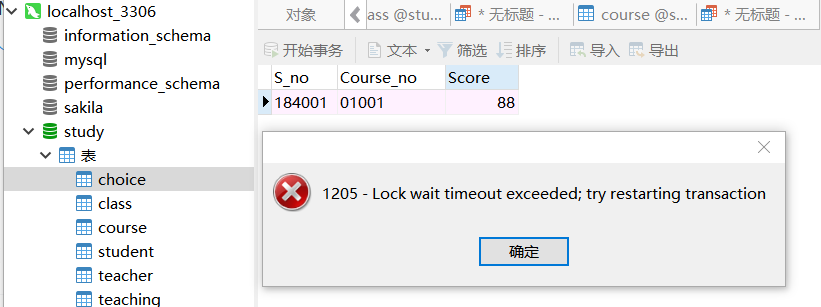 localhost_3306
information_schema
mysql
performance_schema
sakila
study
表
choice
class
course
student
teacher
teaching
对象
ass @stu...
* 无标题 - ...
course @s...
* 无标题 - ...
开始事务
文本
筛选
排序
导入
导出
S_no Course_no Score
184001 01001 88
1205 - Lock wait timeout exceeded; try restarting transaction
确定